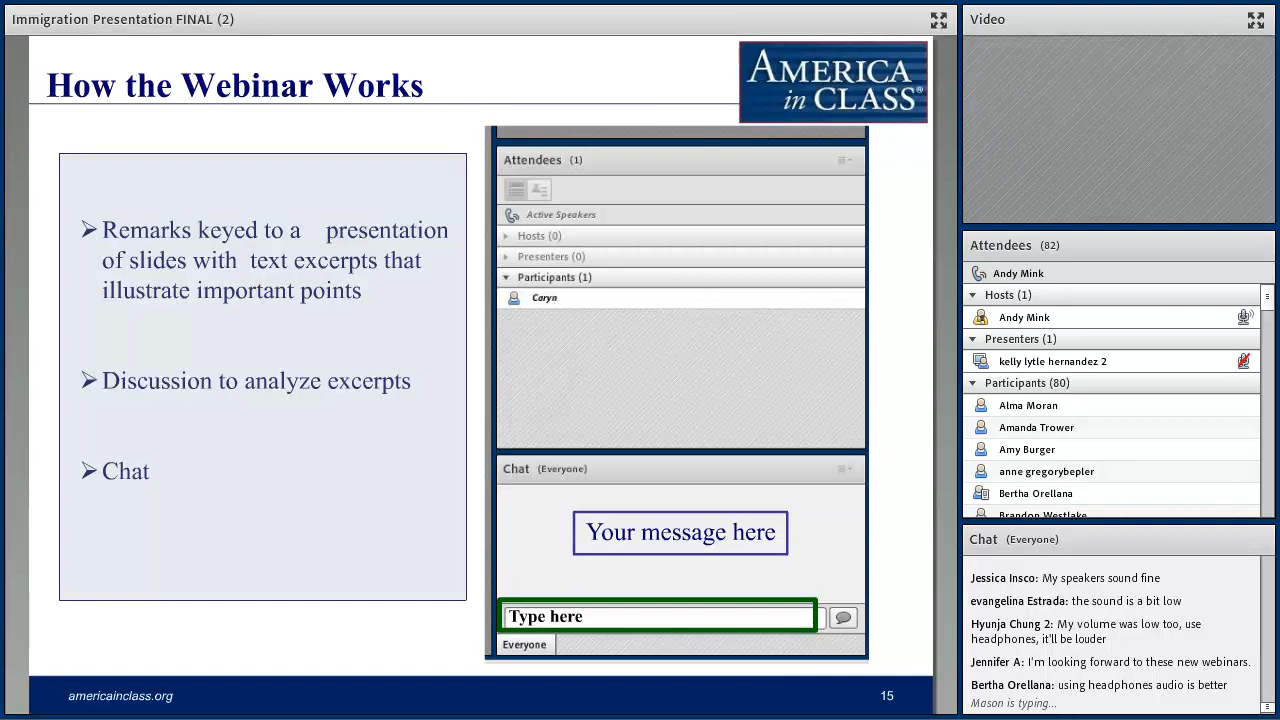 Immigration Presentation FINAL (2)
How the Webinar Works
AMERICA
in CLASS®
➢Remarks keyed to a presentation
of slides with text excerpts that
illustrate important points
➢Discussion to analyze excerpts
➢Chat
Attendees (1)
Active Speakers
Hosts (0)
Presenters (0)
Participants (1)
Caryn
Chat (Everyone)
Your message here
Type here
Everyone
americainclass.org
15
Video
Attendees (82)
Andy Mink
Hosts (1)
Andy Mink
Presenters (1)
kelly lytle hernandez 2
Participants (80)
Alma Moran
Amanda Trower
Amy Burger
anne gregorybepler
Bertha Orellana
Brandon Westlake
Chat (Everyone)
Jessica Insco: My speakers sound fine
evangelina Estrada: the sound is a bit low
Hyunja Chung 2: My volume was low too, use
headphones, it'll be louder
Jennifer A: I'm looking forward to these new webinars.
Bertha Orellana: using headphones audio is better
Mason is typing...